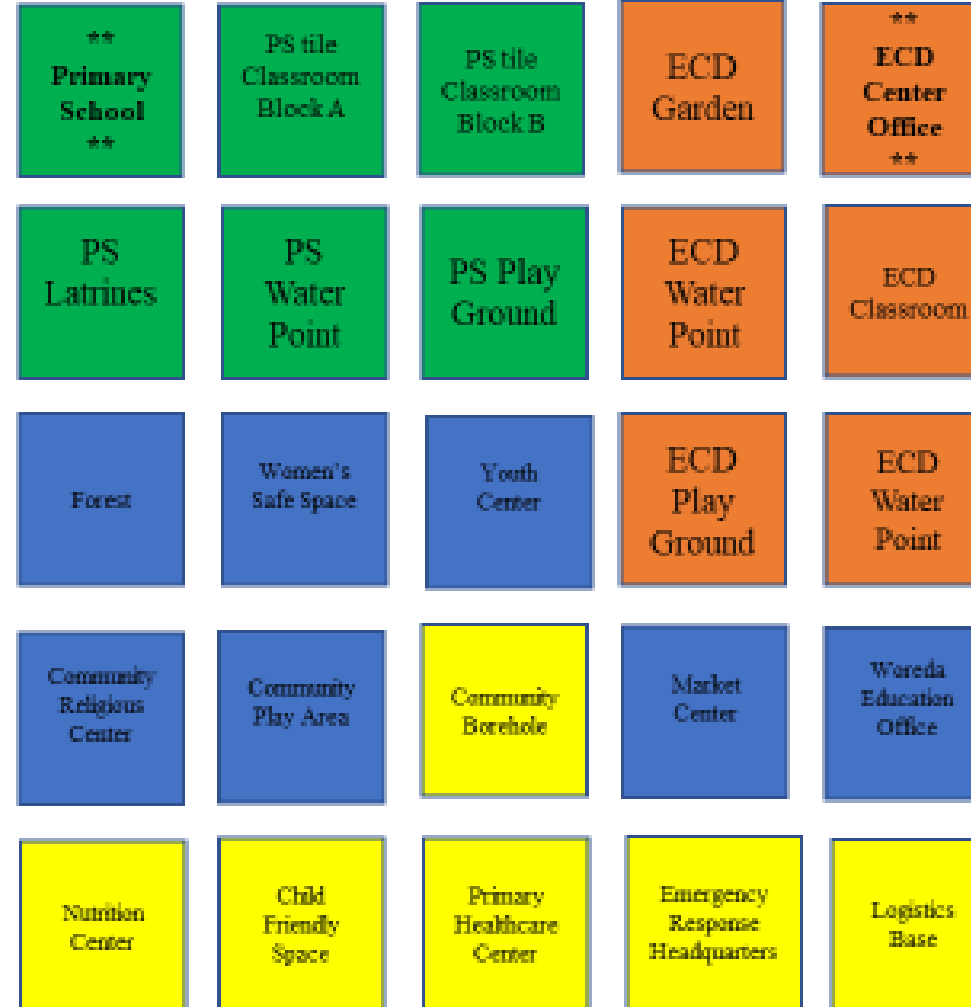 **
Primary
School
**
PS tile
Classroom
Block A
PS tile
Classroom
Block B
ECD
Garden
**
ECD
Center
Office
**
PS
Latrines
PS
Water
Point
PS Play
Ground
ECD
Water
Point
ECD
Classroom
Forest
Women's
Safe Space
Youth
Center
ECD
Play
Ground
ECD
Water
Point
Community
Religious
Center
Community
Play Area
Community
Borehole
Market
Center
Woreda
Education
Office
Nutrition
Center
Child
Friendly
Space
Primary
Healthcare
Center
Emergency
Response
Headquarters
Logistics
Base